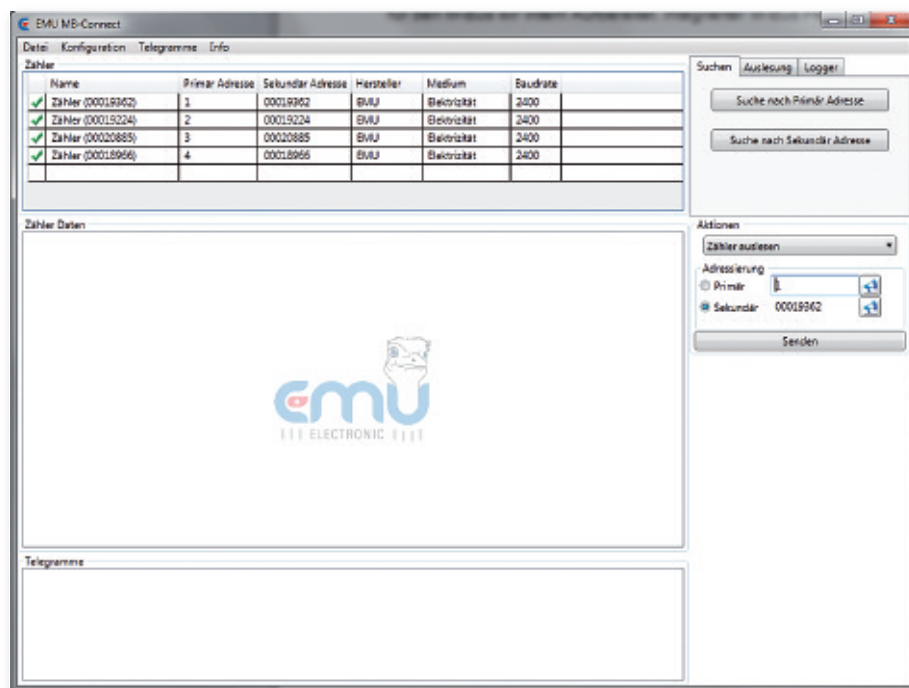 EMU MB-Connect
Datei Konfiguration Telegramme Info
Zähler
Name Primär Adresse Sekundär Adresse Hersteller Medium Baudrate
Zähler (00019362) 1 00019362 EMU Elektrizität 2400
Zähler (00019224) 2 00019224 EMU Elektrizität 2400
Zähler (00020885) 3 00020885 EMU Elektrizität 2400
Zähler (00018966) 4 00018966 EMU Elektrizität 2400
Suchen Auslesung Logger
Suche nach Primär Adresse
Suche nach Sekundär Adresse
Zähler Daten
emu
ELECTRONIC
Aktionen
Zähler auslesen
Adressierung
Primär 1
Sekundär 00019362
Senden
Telegramme